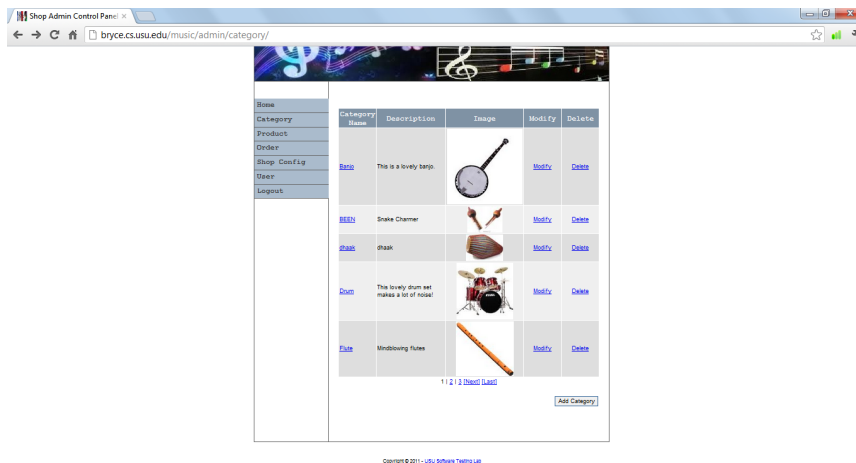 Shop Admin Control Panel
bryce.cs.usu.edu/music/admin/category/
Home
Category
Product
Order
Shop Config
User
Logout
Category Name Description Image Modify Delete
Banjo This is a lovely banjo. Modify Delete
BEEN Snake Charmer Modify Delete
dhaak dhaak Modify Delete
Drum This lovely drum set makes a lot of noise! Modify Delete
Flute Mindblowing flutes Modify Delete
1 | 2 | 3 [Next] [Last]
Add Category
Copyright © 2011 - USU Software Testing Lab